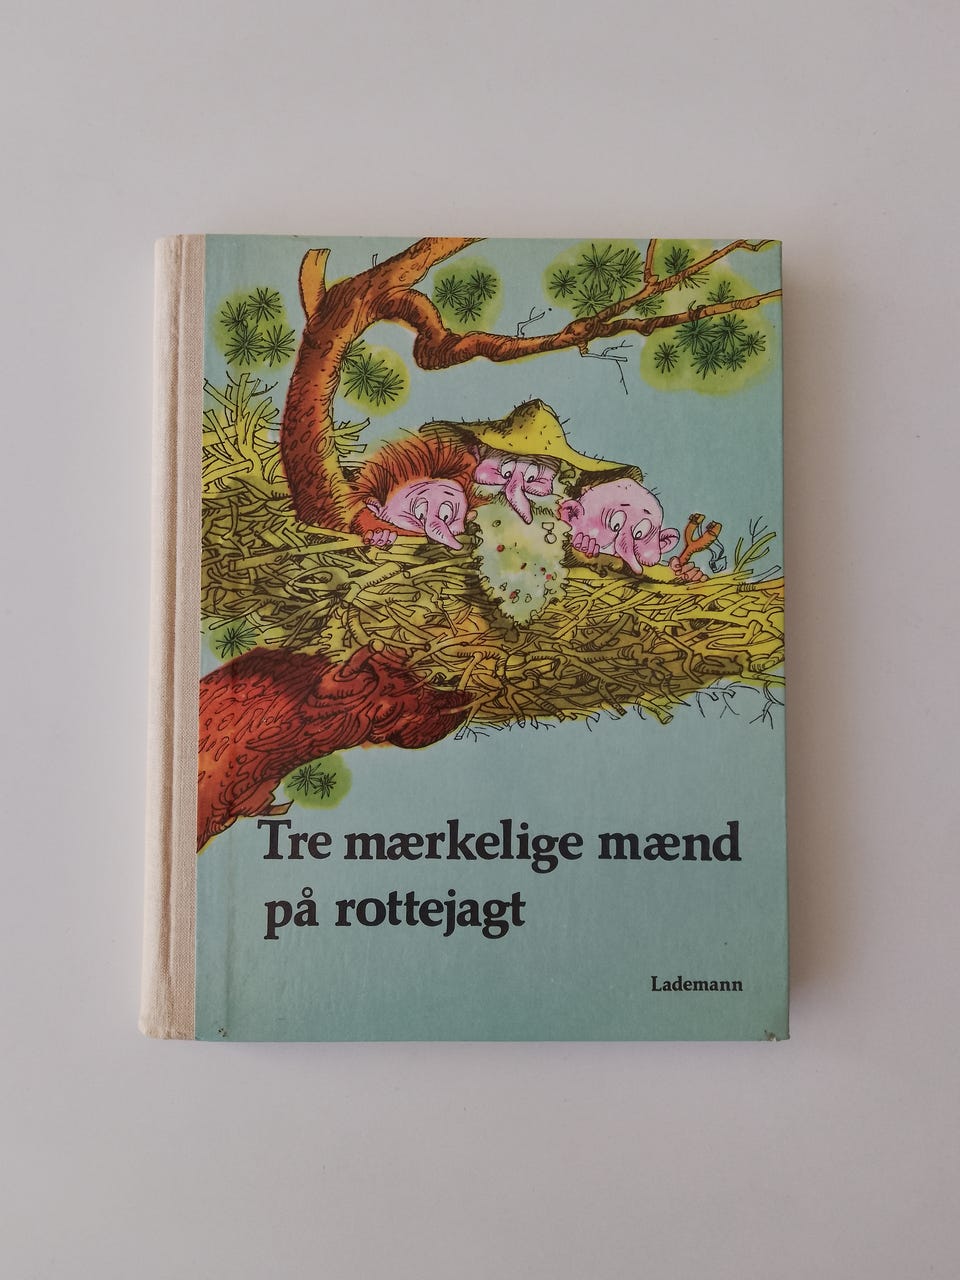 Tre mærkelige mænd
på rottejagt
Lademann